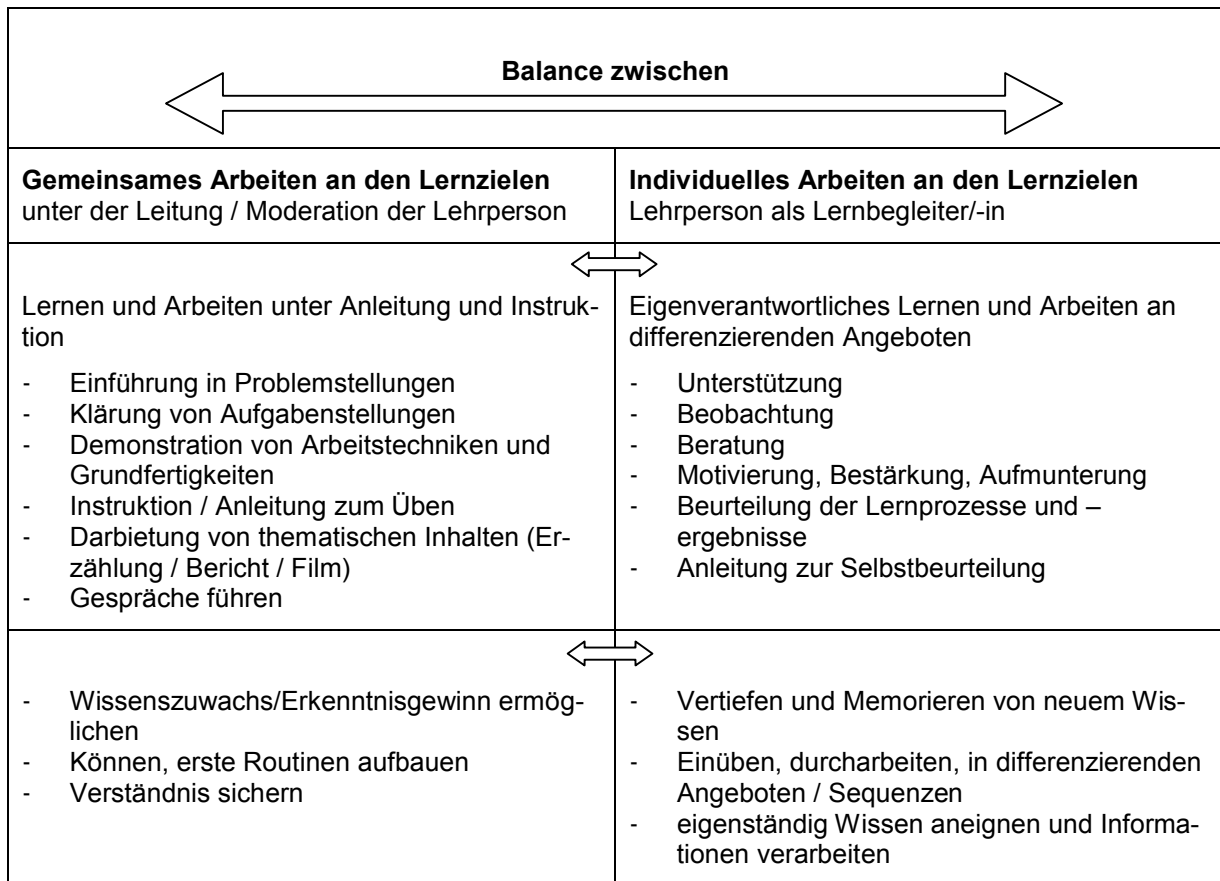 Balance zwischen
Gemeinsames Arbeiten an den Lernzielen
unter der Leitung / Moderation der Lehrperson
Individuelles Arbeiten an den Lernzielen
Lehrperson als Lernbegleiter/-in
Lernen und Arbeiten unter Anleitung und Instruk-
tion
- Einführung in Problemstellungen
- Klärung von Aufgabenstellungen
- Demonstration von Arbeitstechniken und
Grundfertigkeiten
- Instruktion / Anleitung zum Üben
- Darbietung von thematischen Inhalten (Er-
zählung / Bericht / Film)
- Gespräche führen
Eigenverantwortliches Lernen und Arbeiten an
differenzierenden Angeboten
- Unterstützung
- Beobachtung
- Beratung
- Motivierung, Bestärkung, Aufmunterung
- Beurteilung der Lernprozesse und –
ergebnisse
- Anleitung zur Selbstbeurteilung
- Wissenszuwachs/Erkenntnisgewinn ermög-
lichen
- Können, erste Routinen aufbauen
- Verständnis sichern
- Vertiefen und Memorieren von neuem Wis-
sen
- Einüben, durcharbeiten, in differenzierenden
Angeboten / Sequenzen
- eigenständig Wissen aneignen und Informa-
tionen verarbeiten